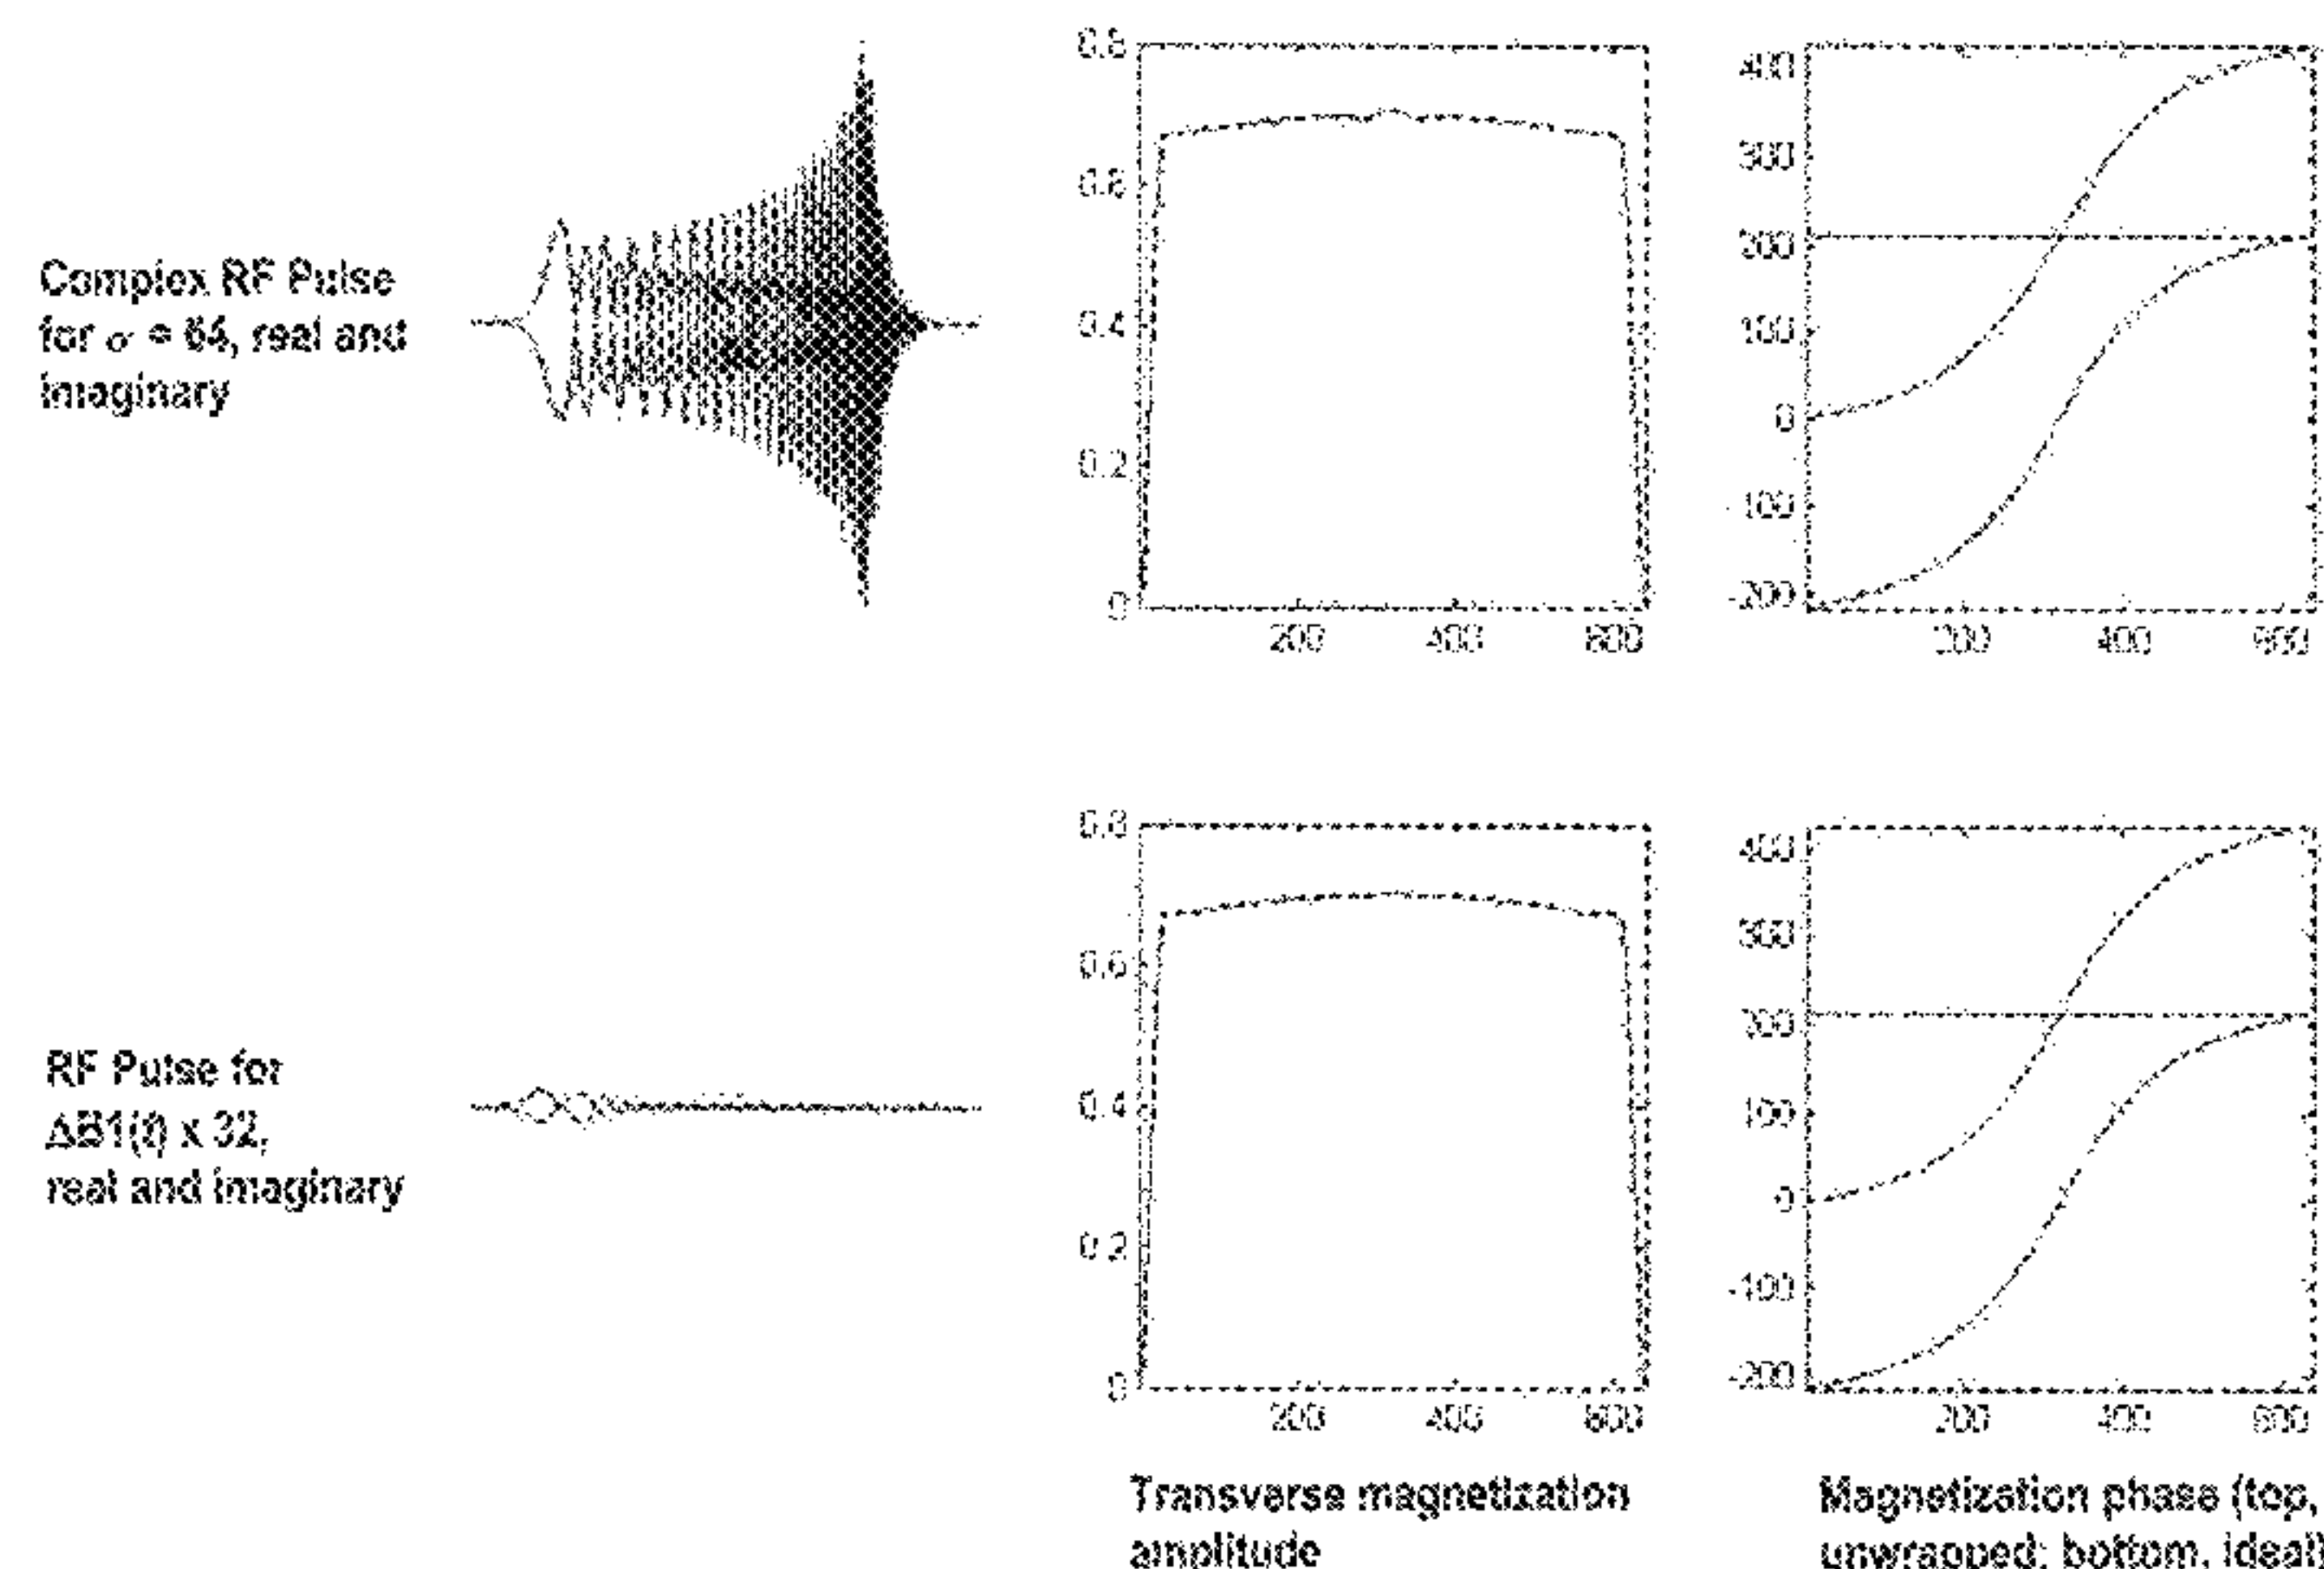 Complex RF Pulse
for σ = 64, real and
imaginary
0.8
0.6
0.4
0.2
0
200 400 600
400
300
200
100
0
-100
-200
200 400 600
RF Pulse for
ΔB1(t) x 32,
real and imaginary
0.8
0.6
0.4
0.2
0
200 400 600
400
300
200
100
0
-100
-200
200 400 600
Transverse magnetization
amplitude
Magnetization phase (top,
unwrapped; bottom, ideal)